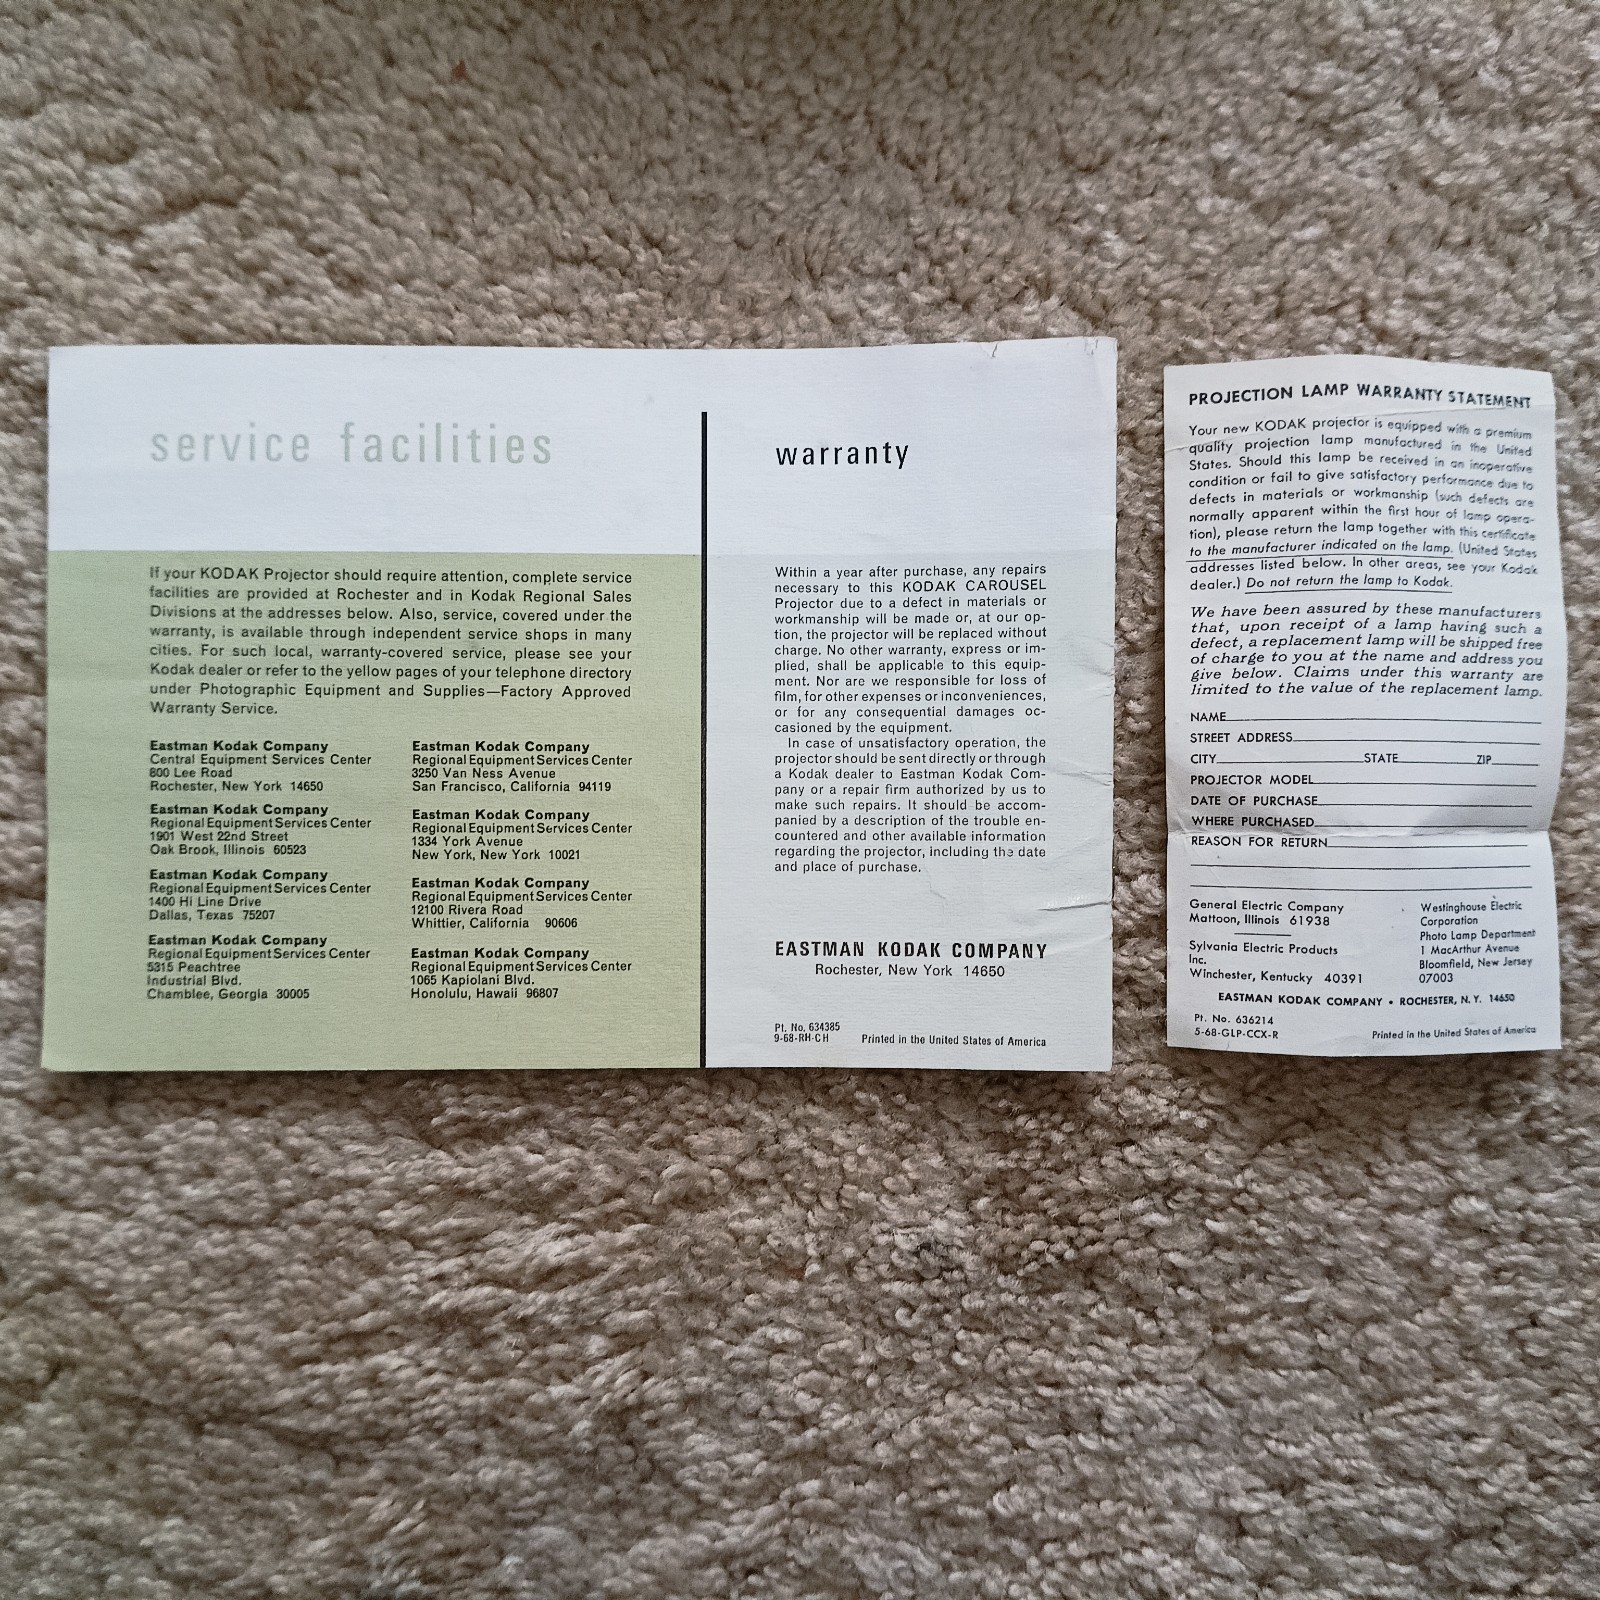 service facilities
If your KODAK Projector should require attention, complete service
facilities are provided at Rochester and in Kodak Regional Sales
Divisions at the addresses below. Also, service, covered under the
warranty, is available through independent service shops in many
cities. For such local, warranty-covered service, please see your
Kodak dealer or refer to the yellow pages of your telephone directory
under Photographic Equipment and Supplies—Factory Approved
Warranty Service.
Eastman Kodak Company
Central Equipment Services Center
800 Lee Road
Rochester, New York 14650
Eastman Kodak Company
Regional Equipment Services Center
1901 West 22nd Street
Oak Brook, Illinois 60523
Eastman Kodak Company
Regional Equipment Services Center
1400 Hi Line Drive
Dallas, Texas 75207
Eastman Kodak Company
Regional Equipment Services Center
5315 Peachtree
Industrial Blvd.
Chamblee, Georgia 30005
Eastman Kodak Company
Regional Equipment Services Center
3250 Van Ness Avenue
San Francisco, California 94119
Eastman Kodak Company
Regional Equipment Services Center
1334 York Avenue
New York, New York 10021
Eastman Kodak Company
Regional Equipment Services Center
12100 Rivera Road
Whittier, California 90606
Eastman Kodak Company
Regional Equipment Services Center
1065 Kapiolani Blvd.
Honolulu, Hawaii 96807
warranty
Within a year after purchase, any repairs
necessary to this KODAK CAROUSEL
Projector due to a defect in materials or
workmanship will be made or, at our op-
tion, the projector will be replaced without
charge. No other warranty, express or im-
plied, shall be applicable to this equip-
ment. Nor are we responsible for loss of
film, for other expenses or inconveniences,
or for any consequential damages oc-
casioned by the equipment.
In case of unsatisfactory operation, the
projector should be sent directly or through
a Kodak dealer to Eastman Kodak Com-
pany or a repair firm authorized by us to
make such repairs. It should be accom-
panied by a description of the trouble en-
countered and other available information
regarding the projector, including the date
and place of purchase.
EASTMAN KODAK COMPANY
Rochester, New York 14650
Pt. No. 634385
9-68-RH-CH Printed in the United States of America
PROJECTION LAMP WARRANTY STATEMENT
Your new KODAK projector is equipped with a premium
quality projection lamp manufactured in the United
States. Should this lamp be received in an inoperative
condition or fail to give satisfactory performance due to
defects in materials or workmanship (such defects are
normally apparent within the first hour of lamp opera-
tion), please return the lamp together with this certificate
to the manufacturer indicated on the lamp. (United States
addresses listed below. In other areas, see your Kodak
dealer.) Do not return the lamp to Kodak.
We have been assured by these manufacturers
that, upon receipt of a lamp having such a
defect, a replacement lamp will be shipped free
of charge to you at the name and address you
give below. Claims under this warranty are
limited to the value of the replacement lamp.
NAME
STREET ADDRESS
CITY STATE ZIP
PROJECTOR MODEL
DATE OF PURCHASE
WHERE PURCHASED
REASON FOR RETURN
General Electric Company
Mattoon, Illinois 61938
Sylvania Electric Products
Inc.
Winchester, Kentucky 40391
Westinghouse Electric
Corporation
Photo Lamp Department
1 MacArthur Avenue
Bloomfield, New Jersey
07003
EASTMAN KODAK COMPANY • ROCHESTER, N. Y. 14650
Pt. No. 636214
5-68-GLP-CCX-R Printed in the United States of America